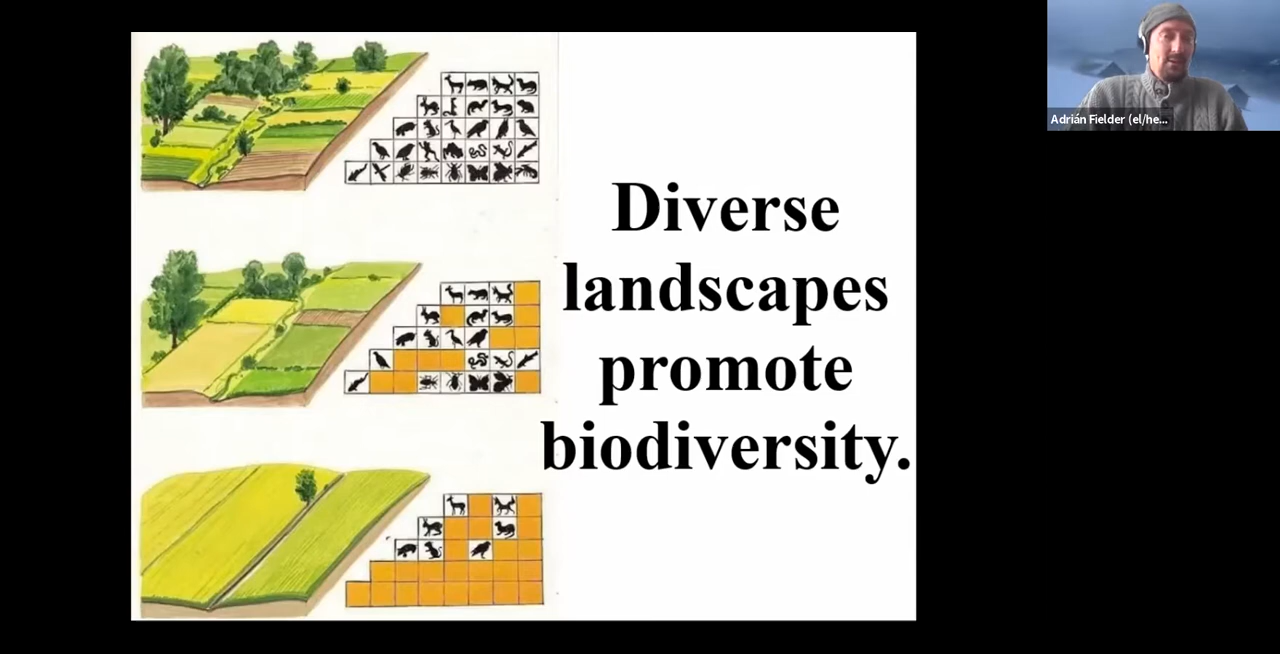 Diverse
landscapes
promote
biodiversity.
Adrián Fielder (el/he...